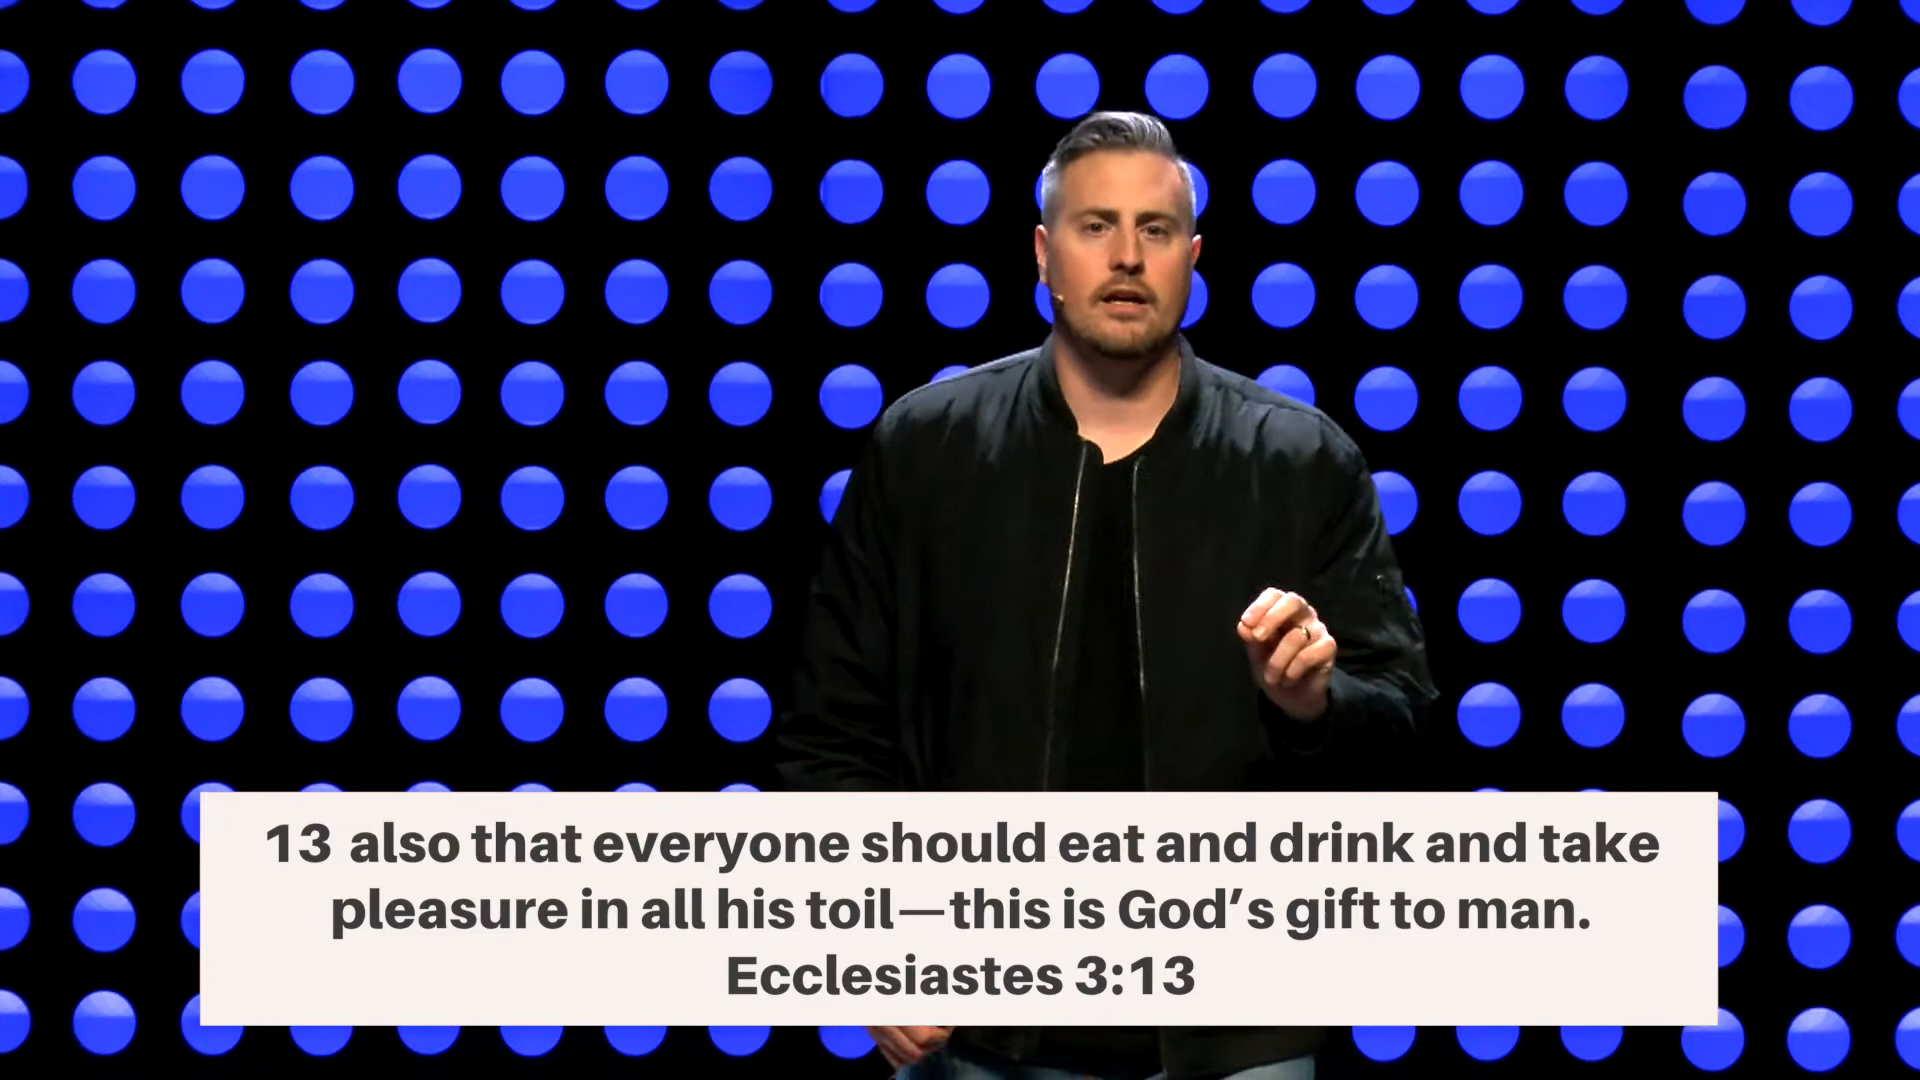 13 also that everyone should eat and drink and take
pleasure in all his toil—this is God’s gift to man.
Ecclesiastes 3:13